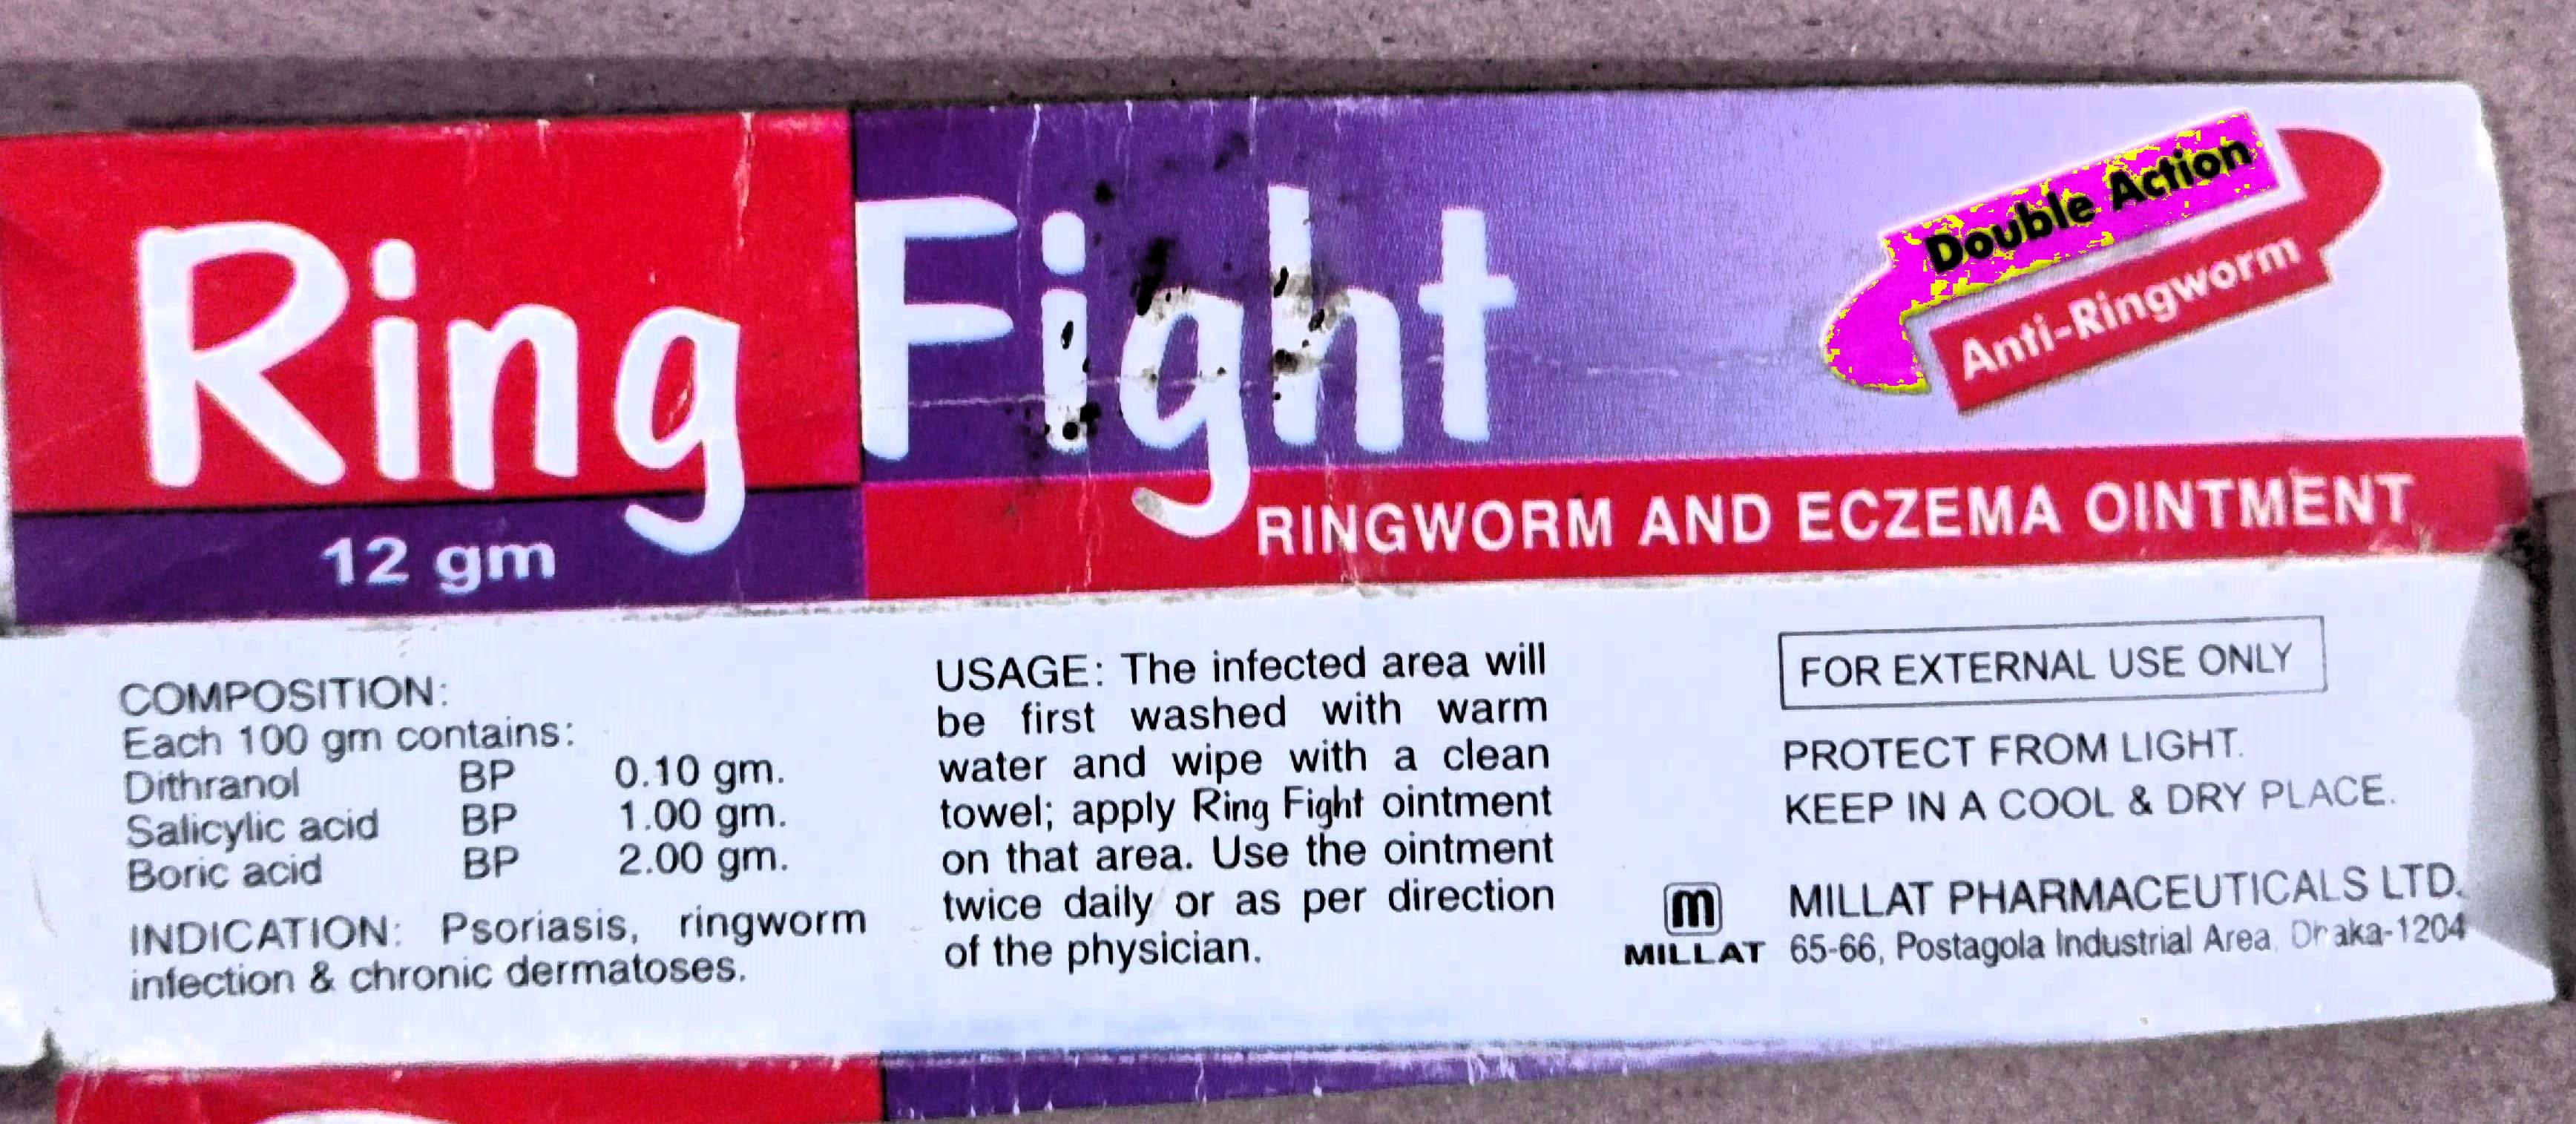 Ring Fight
Double Action
Anti-Ringworm
12 gm
RINGWORM AND ECZEMA OINTMENT
COMPOSITION:
Each 100 gm contains:
Dithranol BP 0.10 gm.
Salicylic acid BP 1.00 gm.
Boric acid BP 2.00 gm.
INDICATION: Psoriasis, ringworm
infection & chronic dermatoses.
USAGE: The infected area will
be first washed with warm
water and wipe with a clean
towel; apply Ring Fight ointment
on that area. Use the ointment
twice daily or as per direction
of the physician.
FOR EXTERNAL USE ONLY
PROTECT FROM LIGHT.
KEEP IN A COOL & DRY PLACE.
m
MILLAT
MILLAT PHARMACEUTICALS LTD.
65-66, Postagola Industrial Area, Dhaka-1204